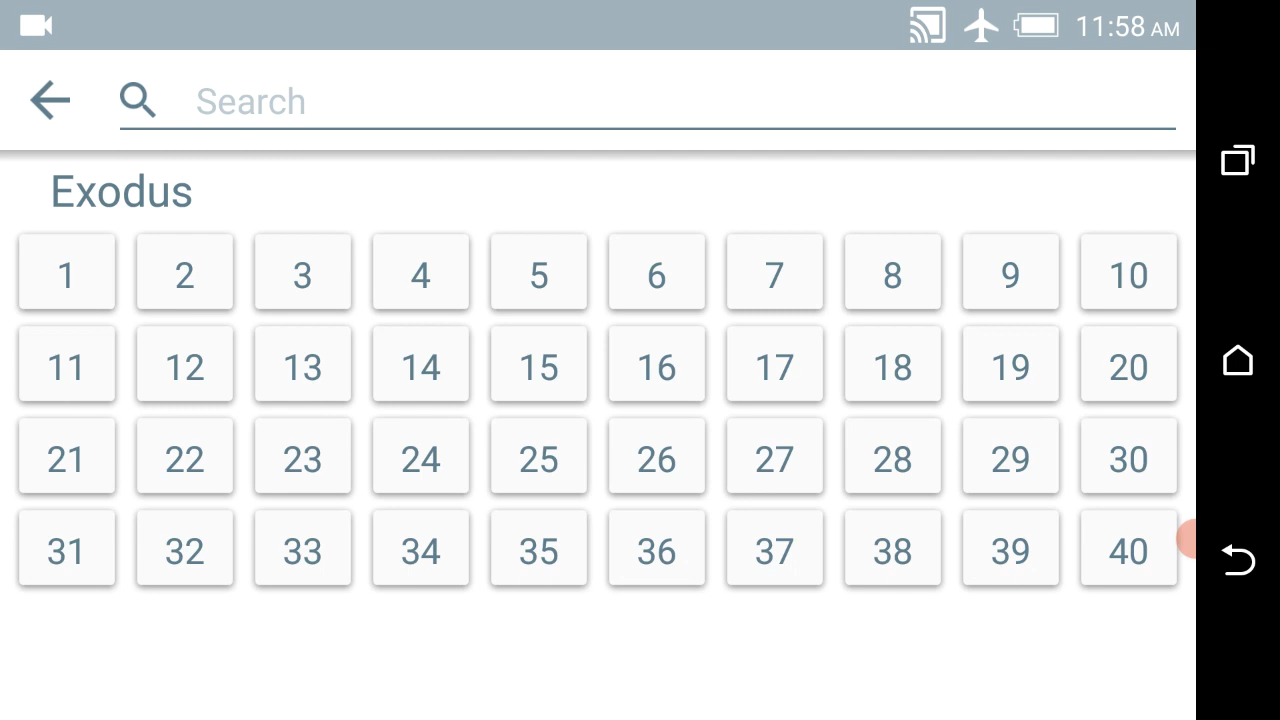 11:58 AM
Search
Exodus
1 2 3 4 5 6 7 8 9 10
11 12 13 14 15 16 17 18 19 20
21 22 23 24 25 26 27 28 29 30
31 32 33 34 35 36 37 38 39 40